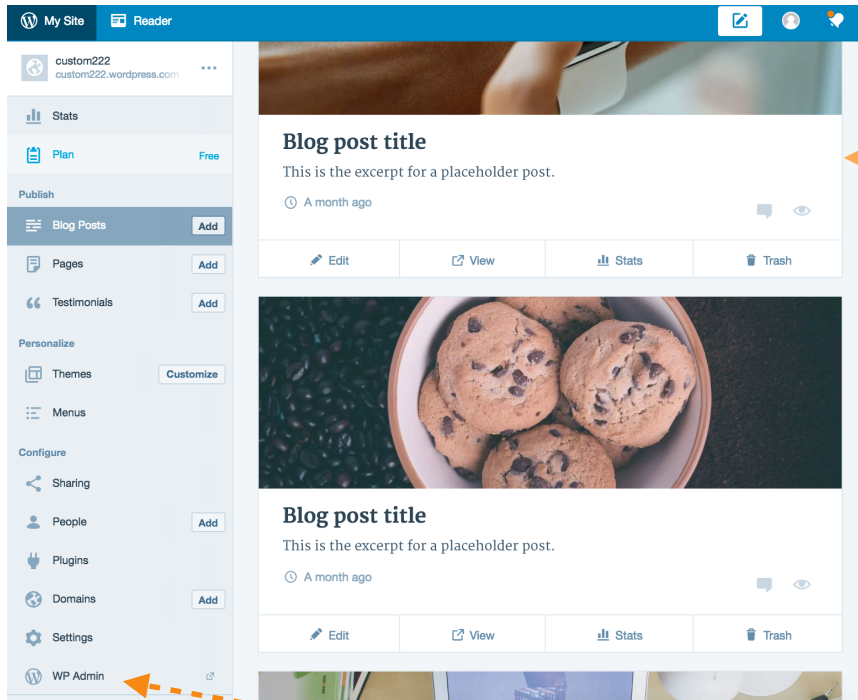 My Site Reader
custom222
custom222.wordpress.com
Stats
Plan Free
Publish
Blog Posts Add
Pages Add
Testimonials Add
Personalize
Themes Customize
Menus
Configure
Sharing
People Add
Plugins
Domains Add
Settings
WP Admin
Blog post title
This is the excerpt for a placeholder post.
A month ago
Edit View Stats Trash
Blog post title
This is the excerpt for a placeholder post.
A month ago
Edit View Stats Trash